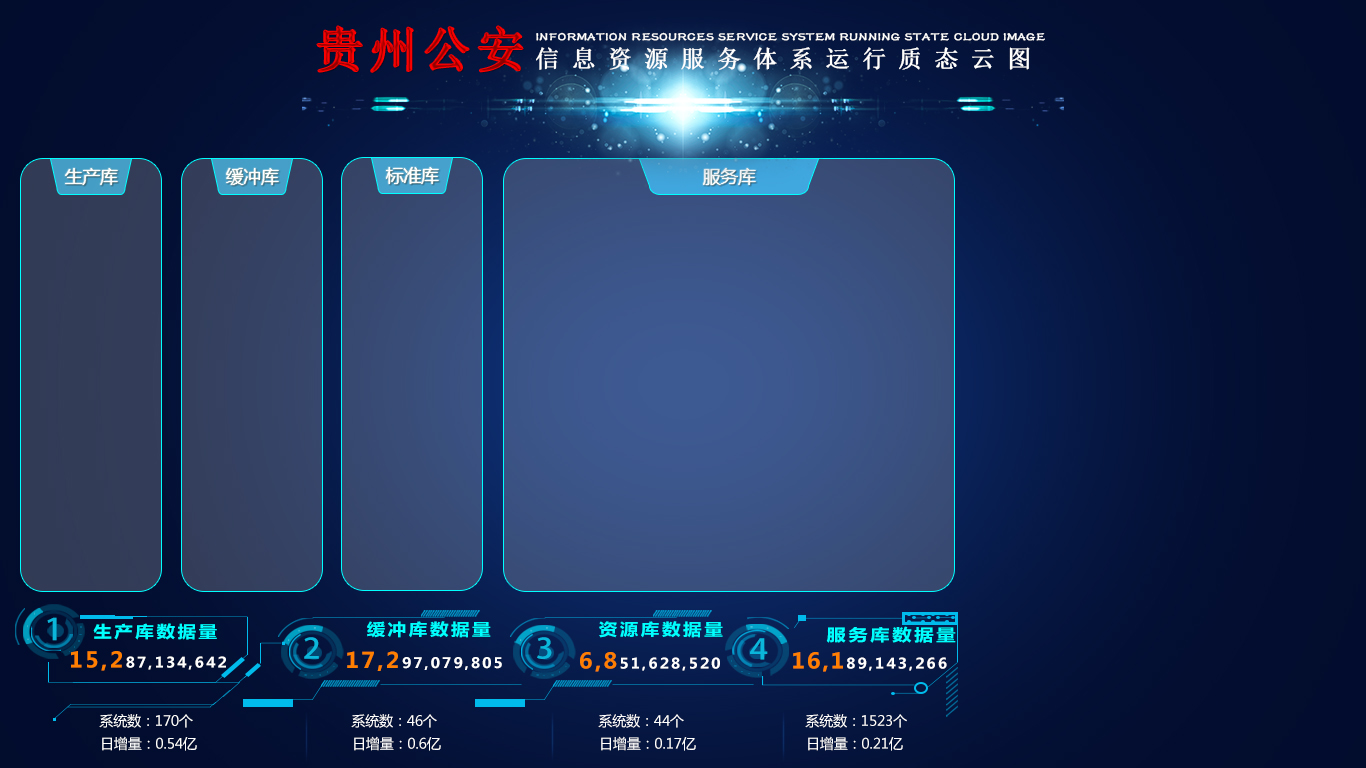 贵州公安
INFORMATION RESOURCES SERVICE SYSTEM RUNNING STATE CLOUD IMAGE
信息资源服务体系运行质态云图
生产库
缓冲库
标准库
服务库
1
生产库数据量
15,287,134,642
2
缓冲库数据量
17,297,079,805
3
资源库数据量
6,851,628,520
4
服务库数据量
16,189,143,266
系统数：170个
日增量：0.54亿
系统数：46个
日增量：0.6亿
系统数：44个
日增量：0.17亿
系统数：1523个
日增量：0.21亿